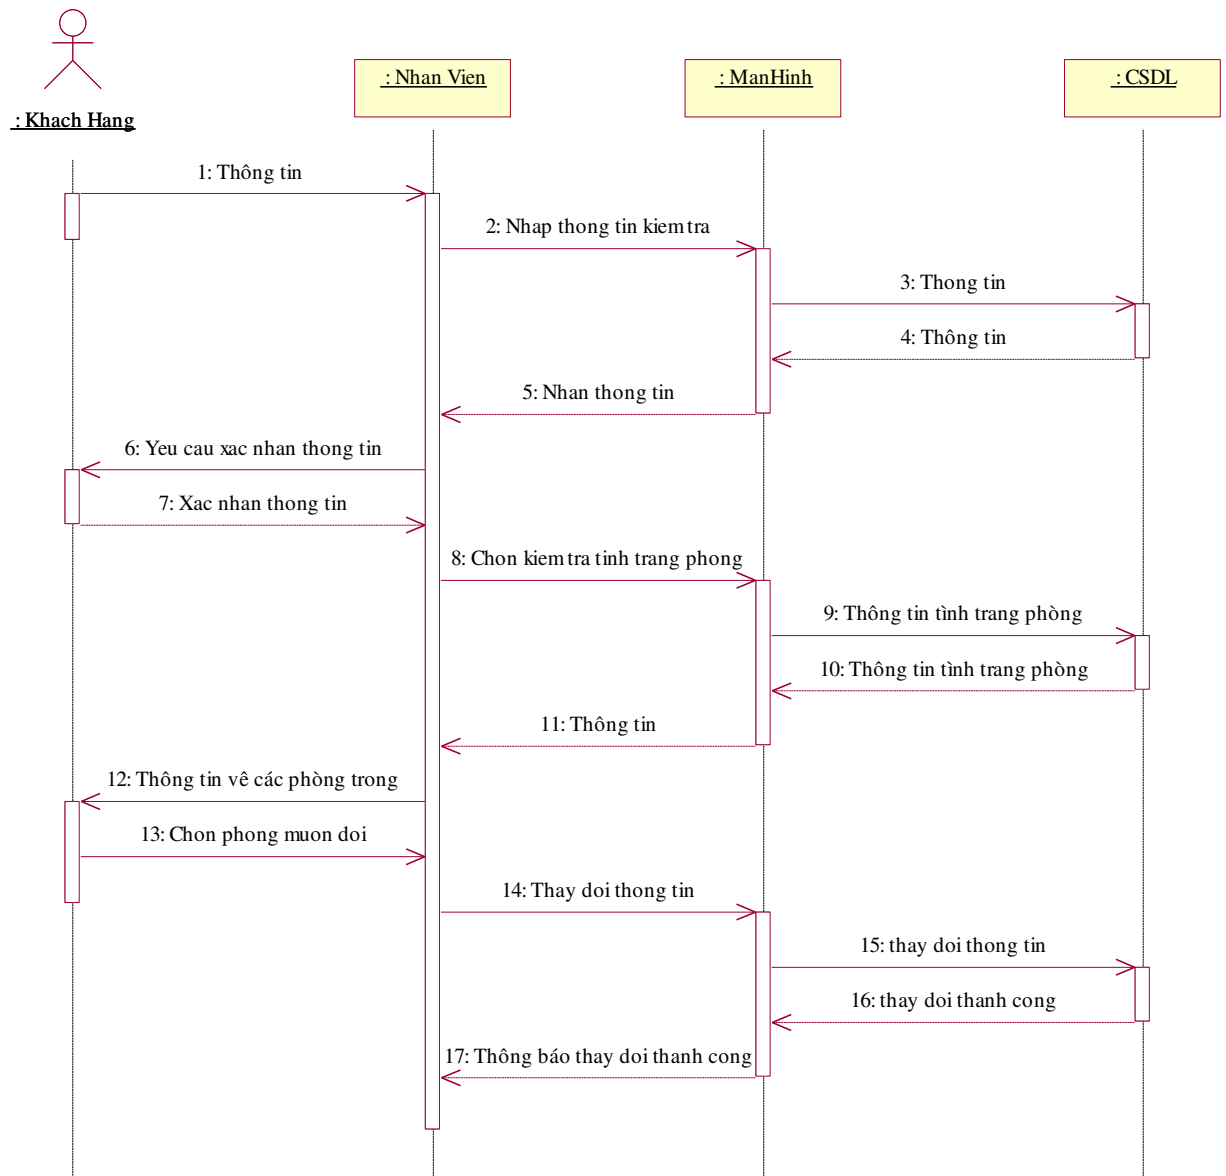 : Khach Hang
: Nhan Vien
: ManHinh
: CSDL
1: Thông tin
2: Nhap thong tin kiem tra
3: Thong tin
4: Thông tin
5: Nhan thong tin
6: Yeu cau xac nhan thong tin
7: Xac nhan thong tin
8: Chon kiem tra tinh trang phong
9: Thông tin tình trang phòng
10: Thông tin tình trang phòng
11: Thông tin
12: Thông tin vê các phòng trong
13: Chon phong muon doi
14: Thay doi thong tin
15: thay doi thong tin
16: thay doi thanh cong
17: Thông báo thay doi thanh cong